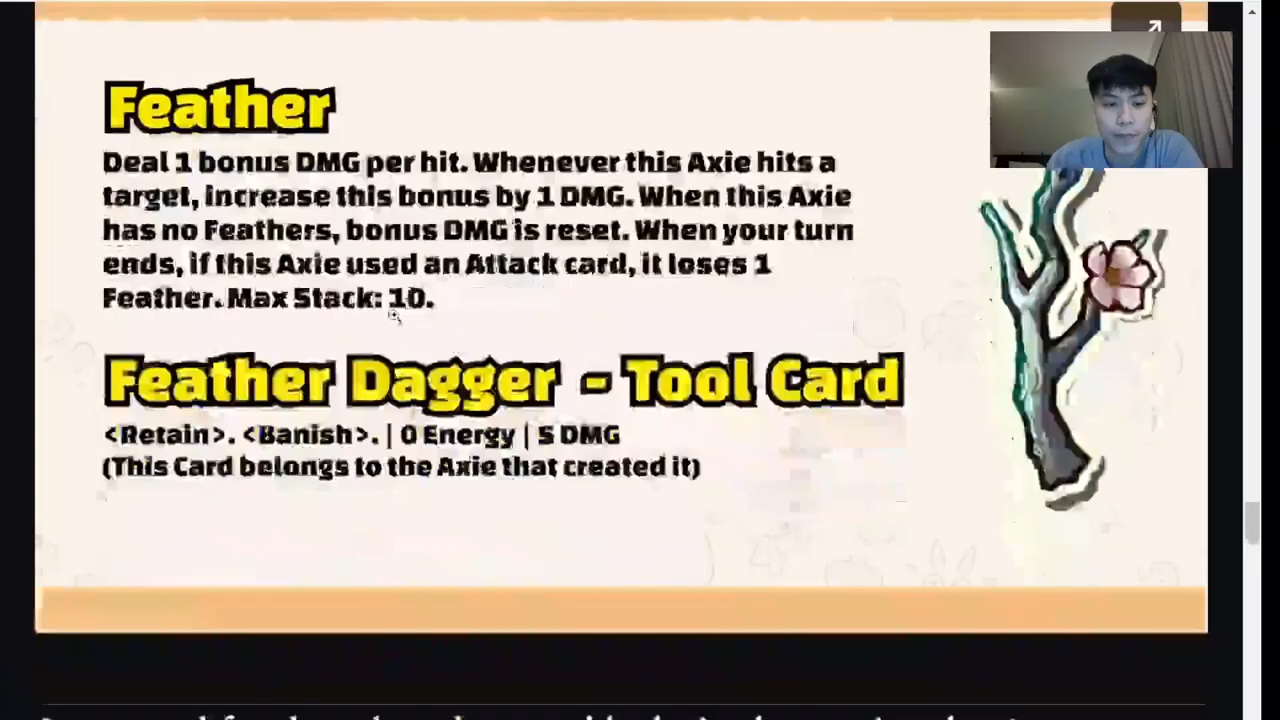 Feather
Deal 1 bonus DMG per hit. Whenever this Axie hits a
target, increase this bonus by 1 DMG. When this Axie
has no Feathers, bonus DMG is reset. When your turn
ends, if this Axie used an Attack card, it loses 1
Feather. Max Stack: 10.
Feather Dagger - Tool Card
<Retain>. <Banish>. | 0 Energy | 5 DMG
(This Card belongs to the Axie that created it)